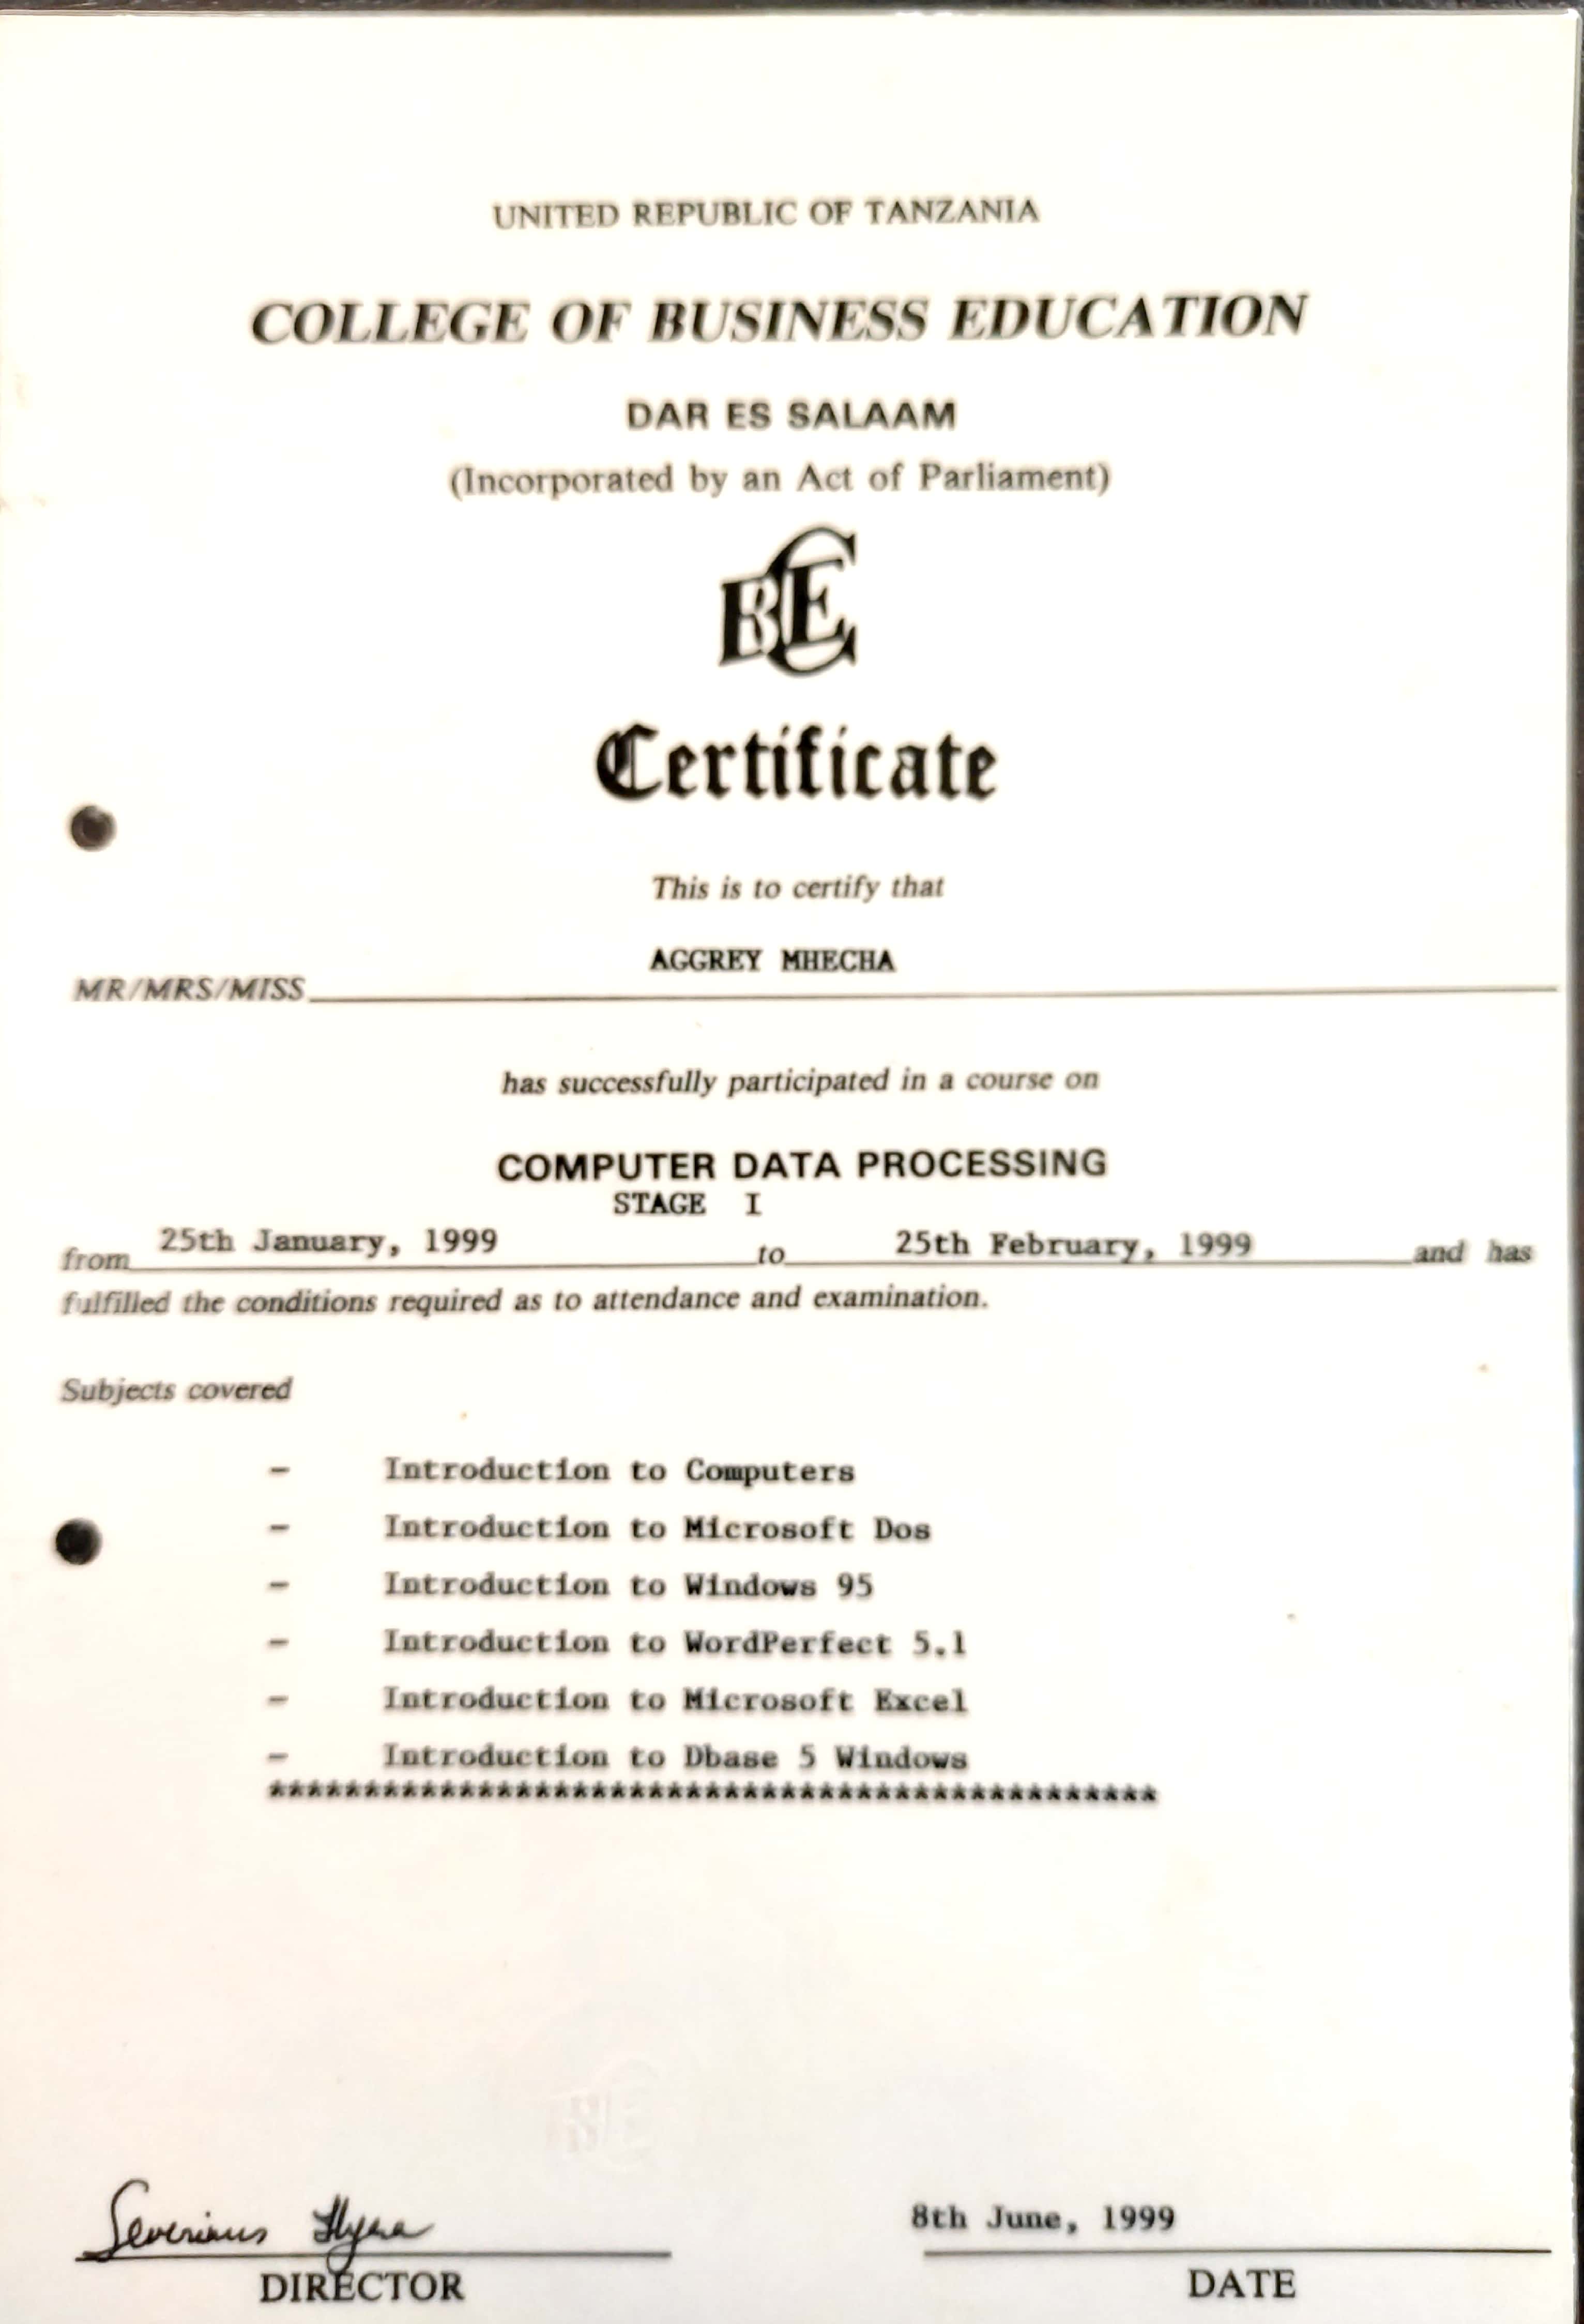 UNITED REPUBLIC OF TANZANIA
COLLEGE OF BUSINESS EDUCATION
DAR ES SALAAM
(Incorporated by an Act of Parliament)
BCE
Certificate
This is to certify that
AGGREY MHECHA
MR/MRS/MISS
has successfully participated in a course on
COMPUTER DATA PROCESSING
STAGE I
from 25th January, 1999 to 25th February, 1999 and has
fulfilled the conditions required as to attendance and examination.
Subjects covered
- Introduction to Computers
- Introduction to Microsoft Dos
- Introduction to Windows 95
- Introduction to WordPerfect 5.1
- Introduction to Microsoft Excel
- Introduction to Dbase 5 Windows
***********************************************
BCE
Severinus
8th June, 1999
DIRECTOR
DATE